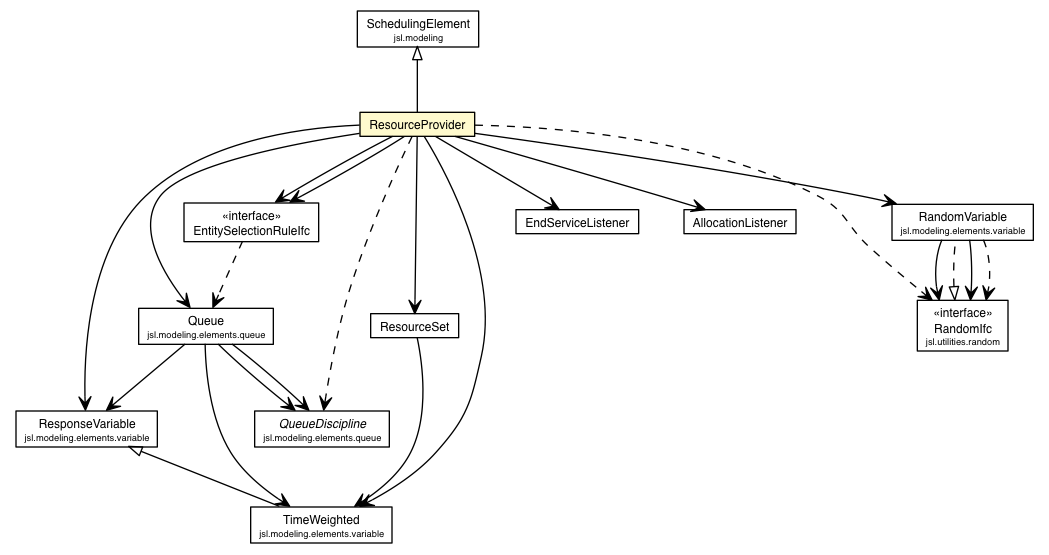 SchedulingElement
jsl.modeling
ResourceProvider
«interface»
EntitySelectionRuleIfc
EndServiceListener
AllocationListener
RandomVariable
jsl.modeling.elements.variable
Queue
jsl.modeling.elements.queue
ResourceSet
«interface»
RandomIfc
jsl.utilities.random
ResponseVariable
jsl.modeling.elements.variable
QueueDiscipline
jsl.modeling.elements.queue
TimeWeighted
jsl.modeling.elements.variable